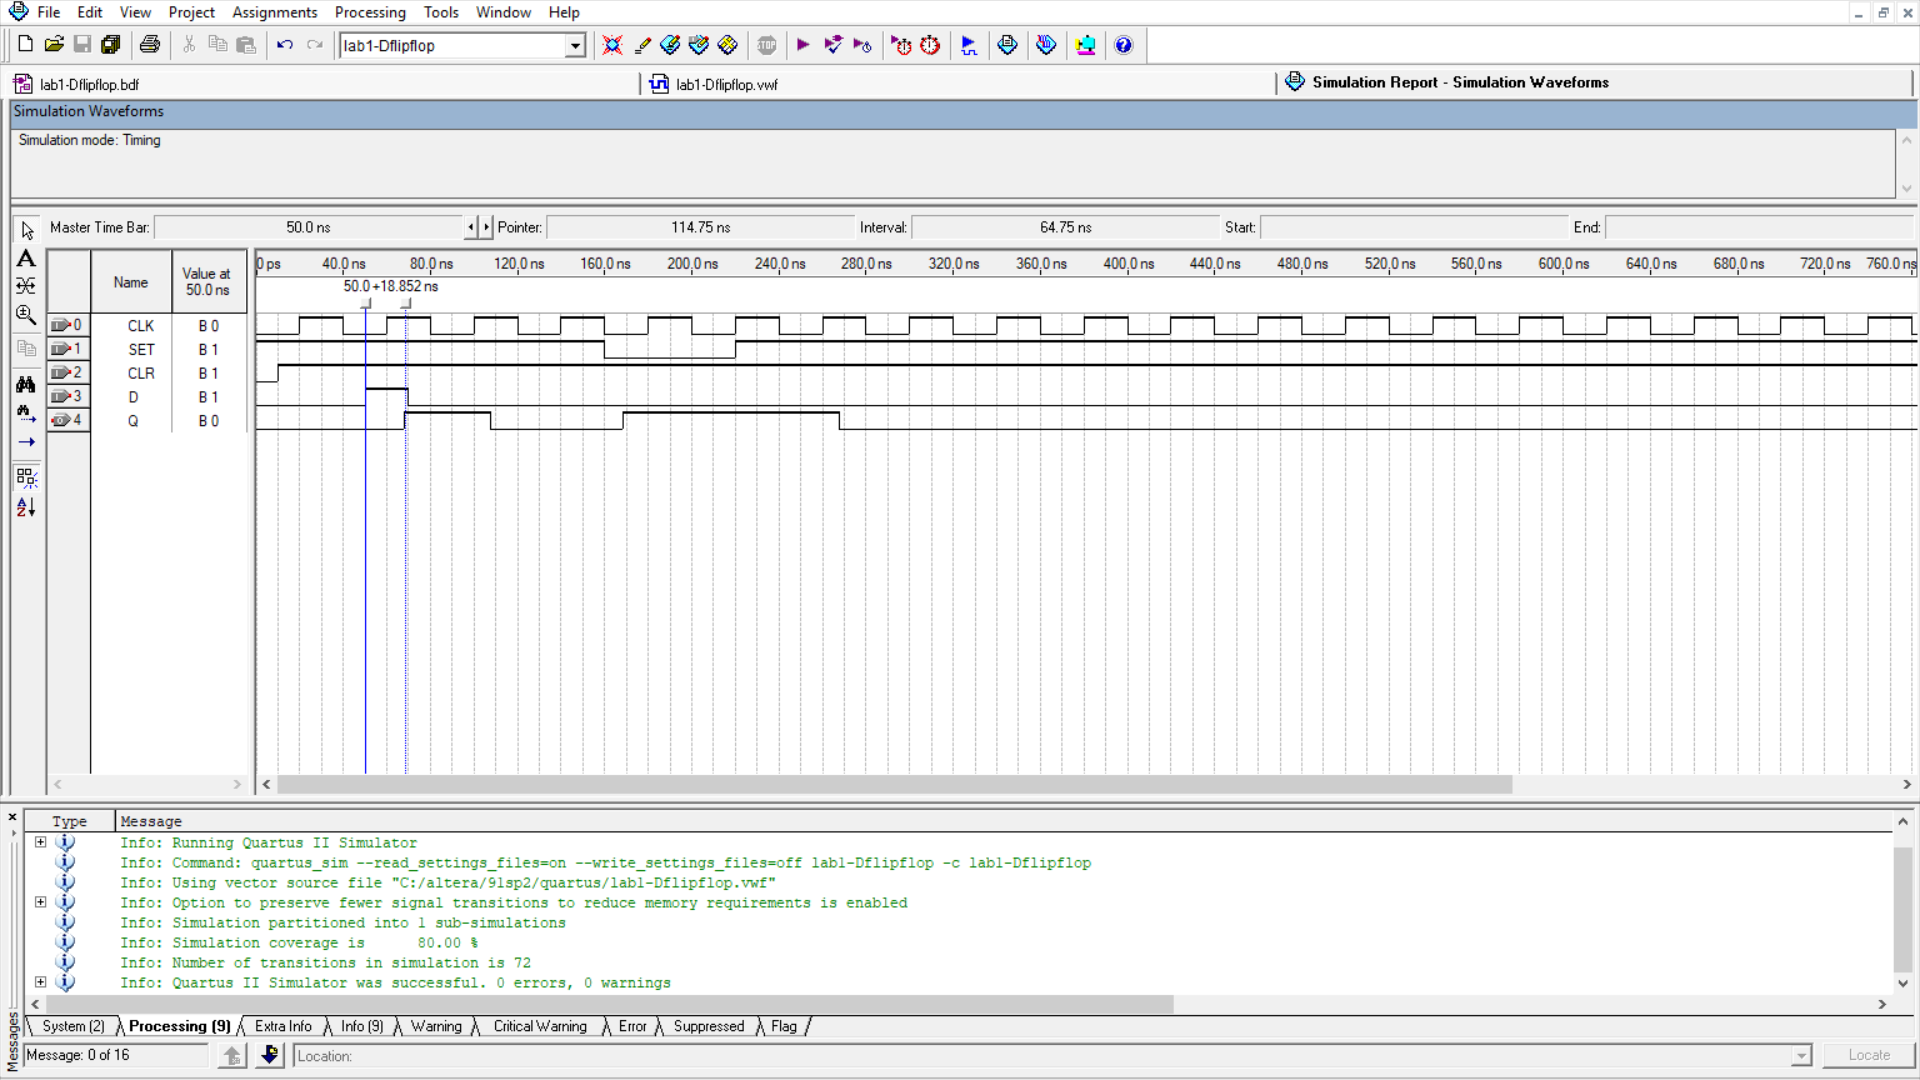 File Edit View Project Assignments Processing Tools Window Help
lab1-Dflipflop
lab1-Dflipflop.bdf lab1-Dflipflop.vwf Simulation Report - Simulation Waveforms
Simulation Waveforms
Simulation mode: Timing
Master Time Bar: 50.0 ns Pointer: 114.75 ns Interval: 64.75 ns Start: End:
Name Value at 50.0 ns
0 ps 40.0 ns 80.0 ns 120.0 ns 160.0 ns 200.0 ns 240.0 ns 280.0 ns 320.0 ns 360.0 ns 400.0 ns 440.0 ns 480.0 ns 520.0 ns 560.0 ns 600.0 ns 640.0 ns 680.0 ns 720.0 ns 760.0 ns
50.0 +18.852 ns
0 CLK B 0
1 SET B 1
2 CLR B 1
3 D B 1
4 Q B 0
Type Message
Info: Running Quartus II Simulator
Info: Command: quartus_sim --read_settings_files=on --write_settings_files=off lab1-Dflipflop -c lab1-Dflipflop
Info: Using vector source file "C:/altera/91sp2/quartus/lab1-Dflipflop.vwf"
Info: Option to preserve fewer signal transitions to reduce memory requirements is enabled
Info: Simulation partitioned into 1 sub-simulations
Info: Simulation coverage is 80.00 %
Info: Number of transitions in simulation is 72
Info: Quartus II Simulator was successful. 0 errors, 0 warnings
System (2) Processing (9) Extra Info Info (9) Warning Critical Warning Error Suppressed Flag
Messages
Message: 0 of 16 Location: Locate